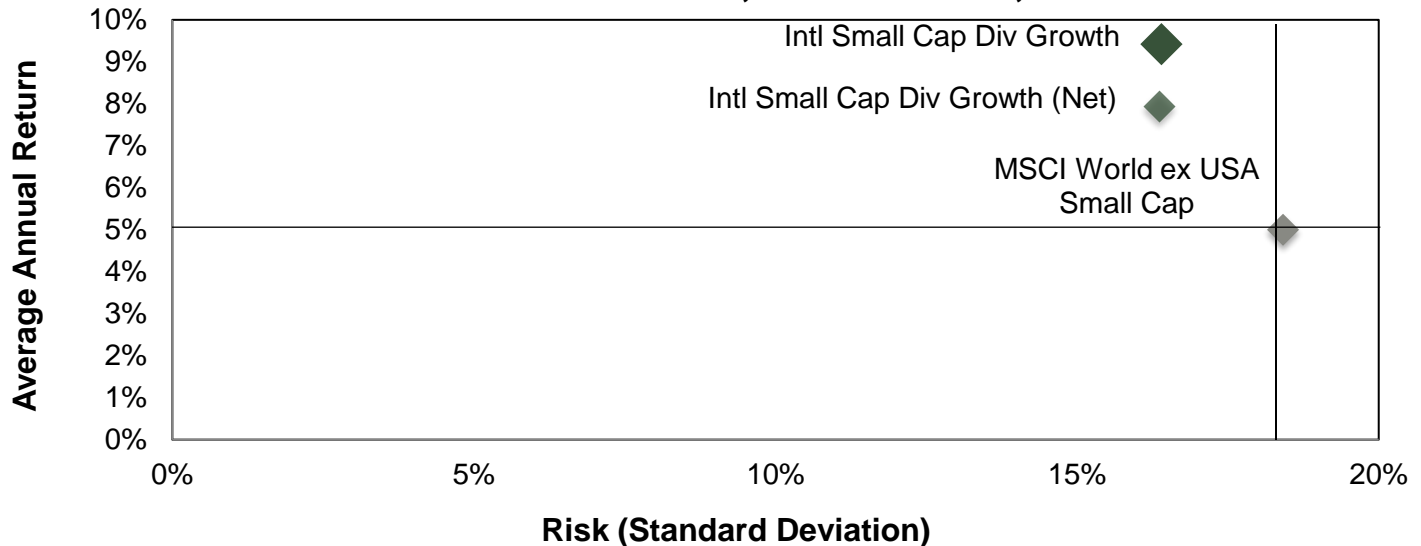 10%
9%
8%
7%
6%
5%
4%
3%
2%
1%
0%
Average Annual Return
Intl Small Cap Div Growth
Intl Small Cap Div Growth (Net)
MSCI World ex USA
Small Cap
0% 5% 10% 15% 20%
Risk (Standard Deviation)